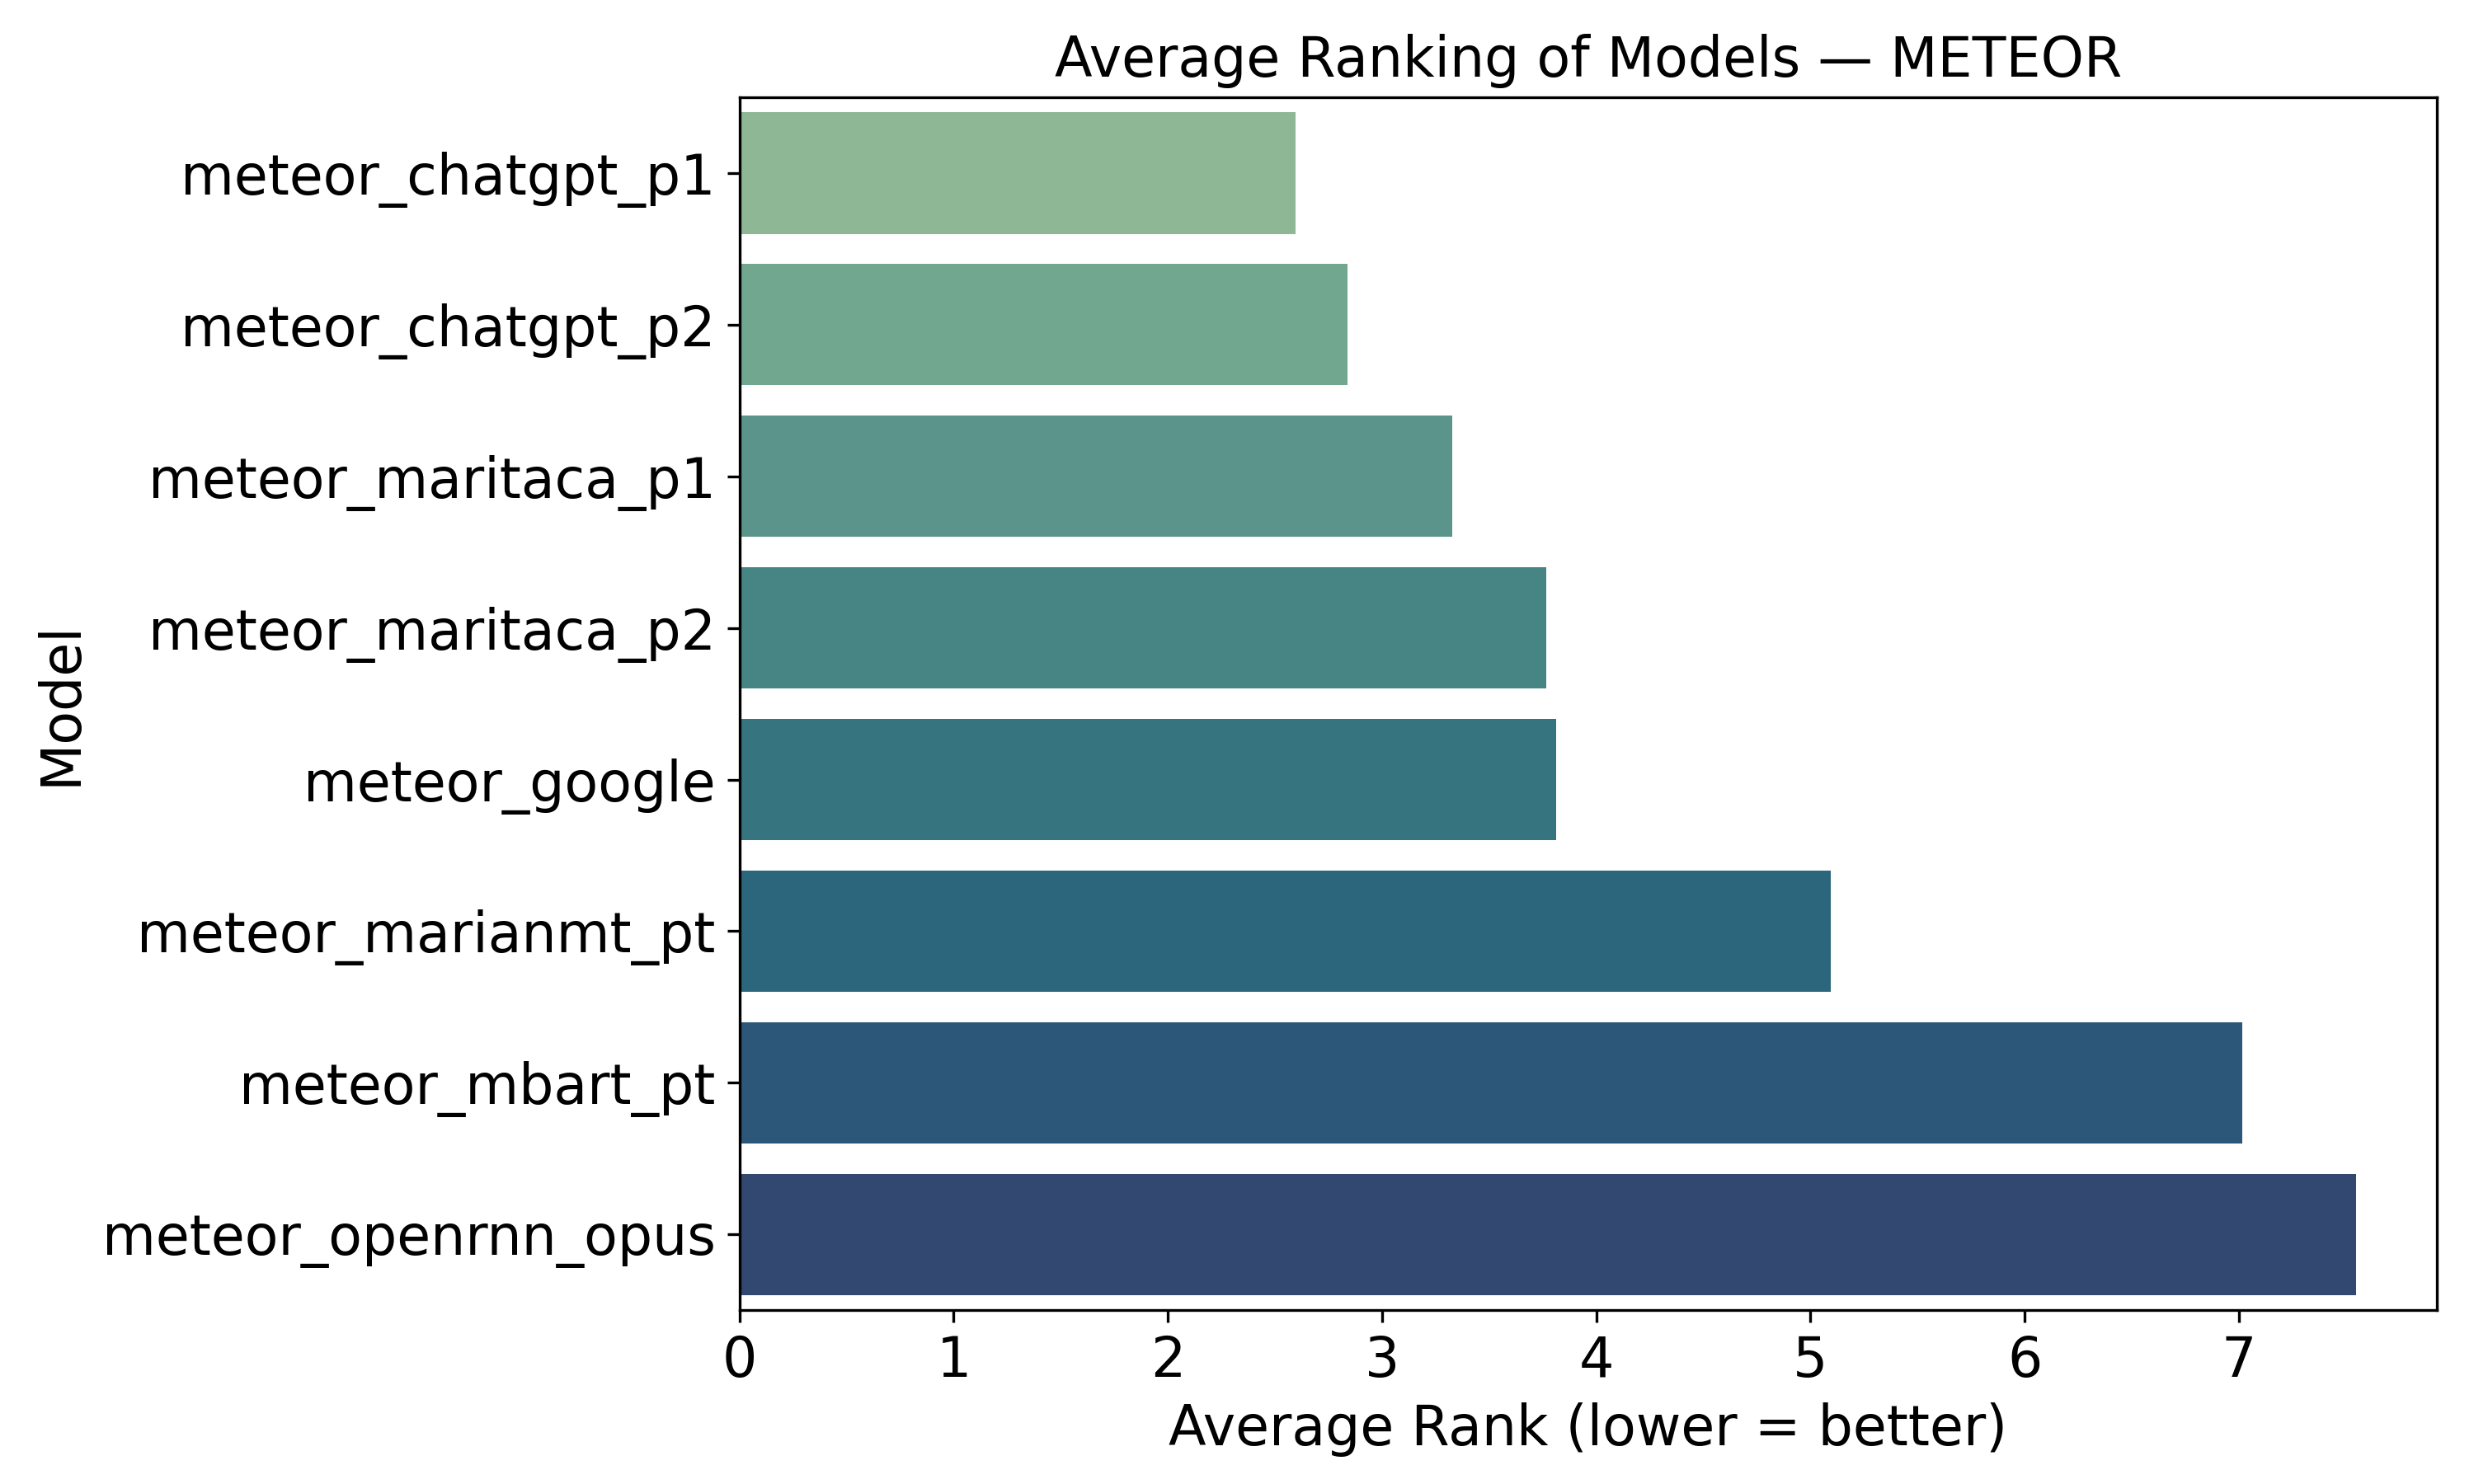 Average Ranking of Models — METEOR
meteor_chatgpt_p1
meteor_chatgpt_p2
meteor_maritaca_p1
meteor_maritaca_p2
meteor_google
meteor_marianmt_pt
meteor_mbart_pt
meteor_openrnn_opus
Model
0 1 2 3 4 5 6 7
Average Rank (lower = better)